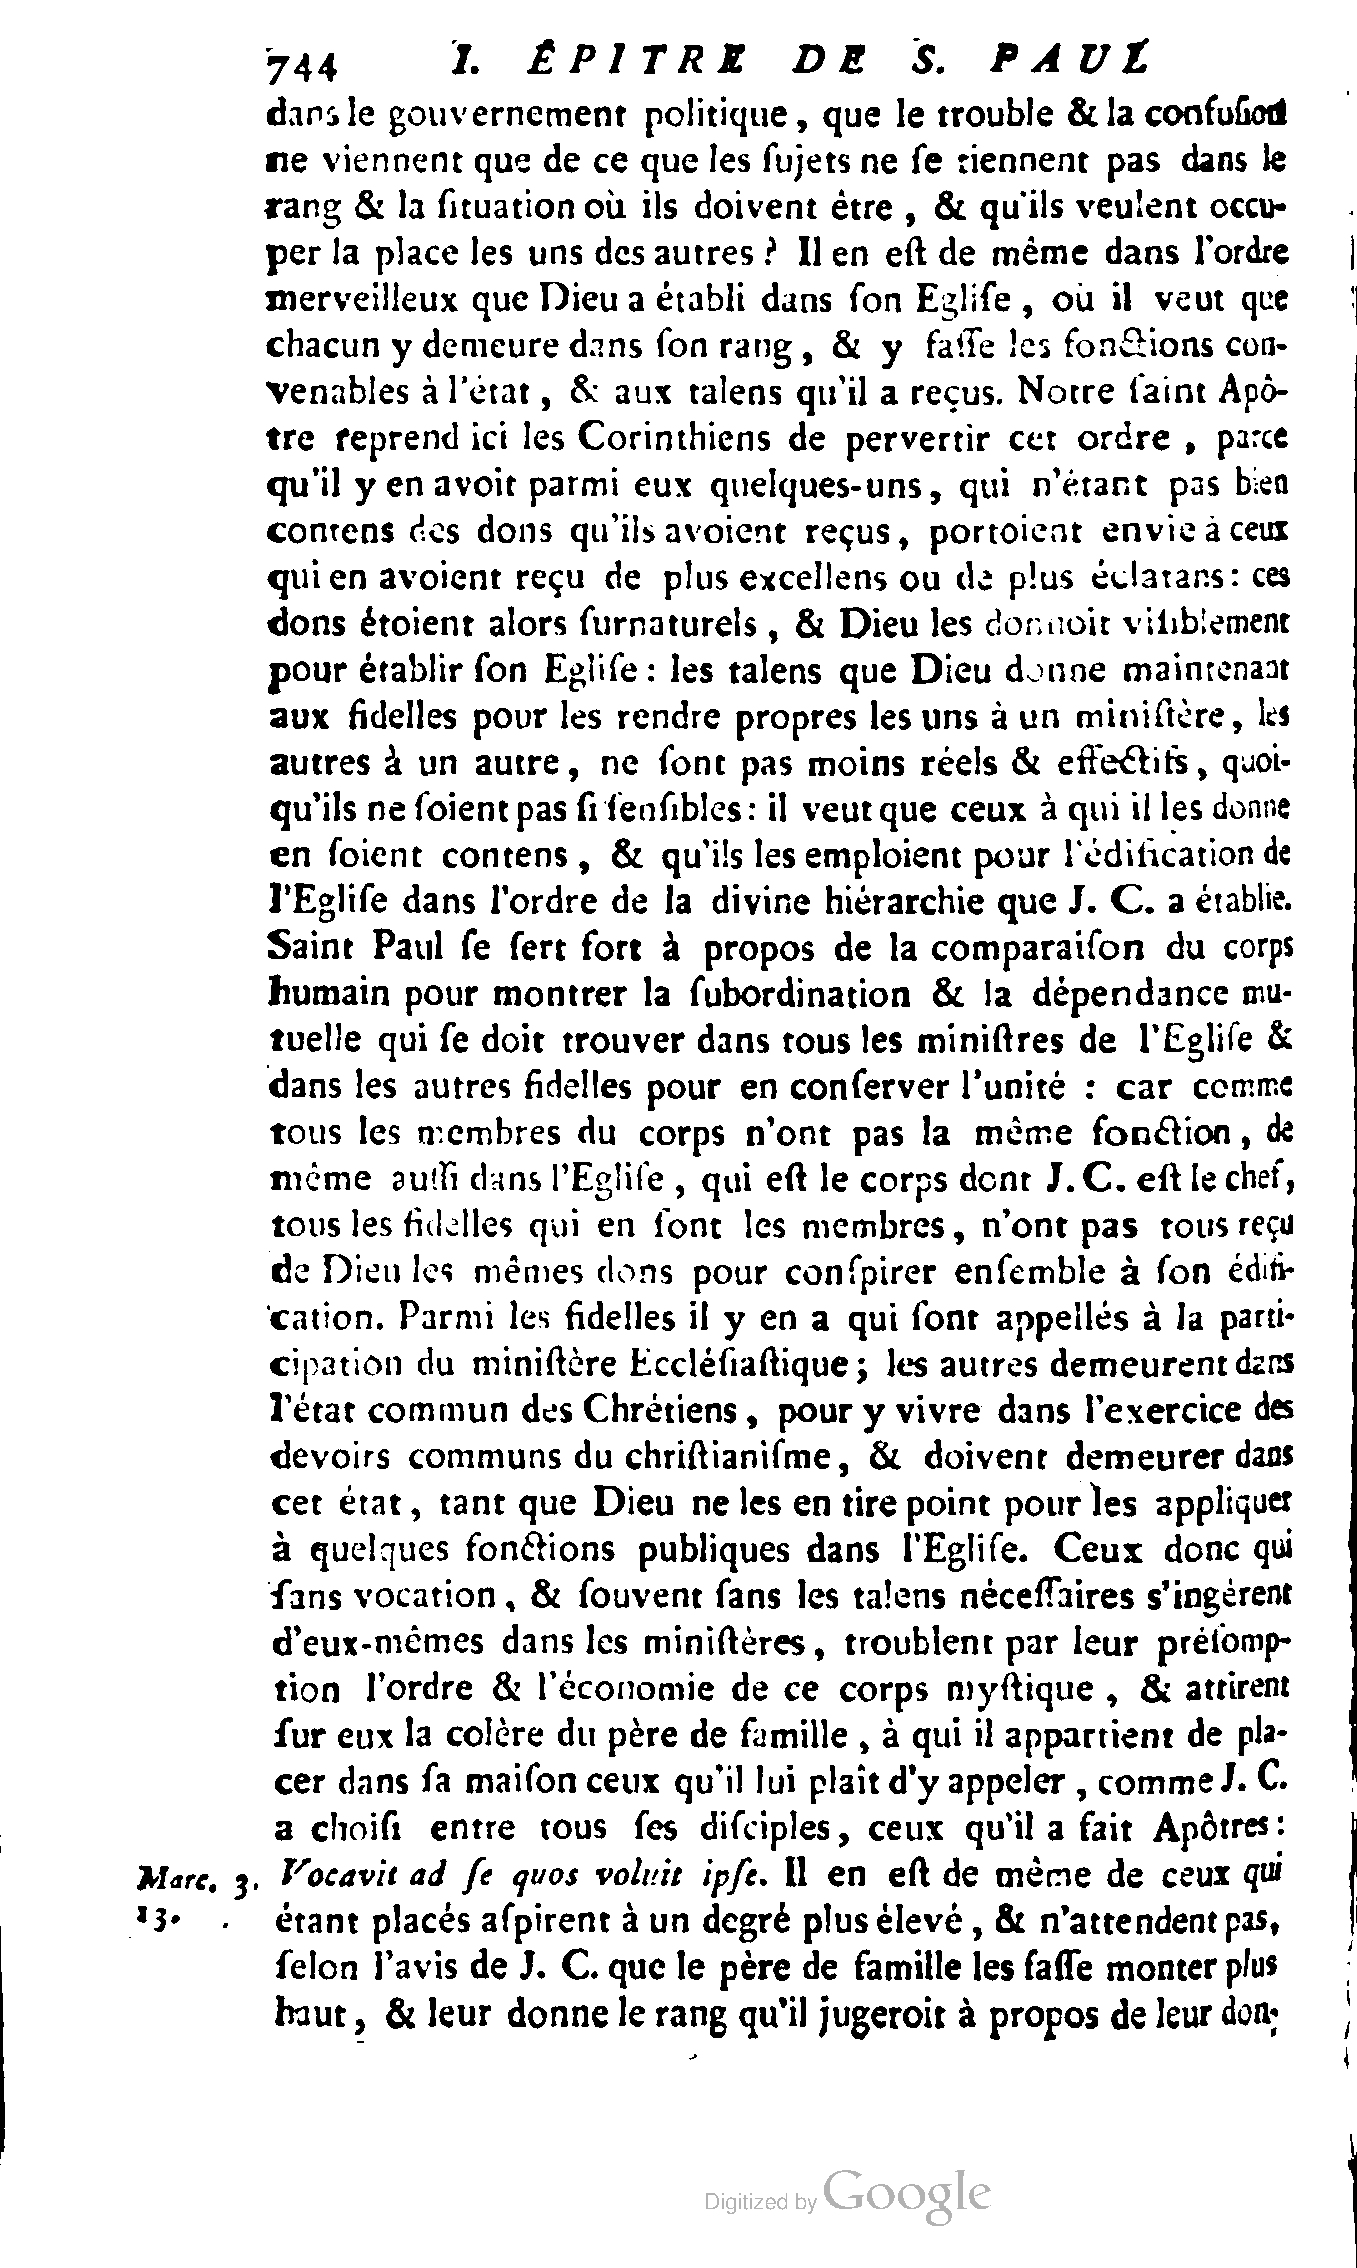 744 I. ÊPITRE DE S. PAUL
dans le gouvernement politique, que le trouble & la confuſion
ne viennent que de ce que les ſujets ne ſe tiennent pas dans le
rang & la ſituation où ils doivent être, & qu'ils veulent occu-
per la place les uns des autres ? Il en eſt de même dans l'ordre
merveilleux que Dieu a établi dans ſon Egliſe, où il veut que
chacun y demeure dans ſon rang, & y faſſe les fonctions con-
venables à l'état, & aux talens qu'il a reçus. Notre ſaint Apô-
tre reprend ici les Corinthiens de pervertir cet ordre, parce
qu'il y en avoit parmi eux quelques-uns, qui n'étant pas bien
contens des dons qu'ils avoient reçus, portoient envie à ceux
qui en avoient reçu de plus excellens ou de plus éclatans : ces
dons étoient alors ſurnaturels, & Dieu les donnoit viſiblement
pour établir ſon Egliſe : les talens que Dieu donne maintenant
aux fidelles pour les rendre propres les uns à un miniſtère, les
autres à un autre, ne ſont pas moins réels & effectifs, quoi-
qu'ils ne ſoient pas ſi ſenſibles : il veut que ceux à qui il les donne
en ſoient contens, & qu'ils les emploient pour l'édification de
l'Egliſe dans l'ordre de la divine hiérarchie que J. C. a établie.
Saint Paul ſe ſert fort à propos de la comparaiſon du corps
humain pour montrer la ſubordination & la dépendance mu-
tuelle qui ſe doit trouver dans tous les miniſtres de l'Egliſe &
dans les autres fidelles pour en conſerver l'unité : car comme
tous les membres du corps n'ont pas la même fonction, de
même auſſi dans l'Egliſe, qui eſt le corps dont J. C. eſt le chef,
tous les fidelles qui en ſont les membres, n'ont pas tous reçu
de Dieu les mêmes dons pour conſpirer enſemble à ſon édifi-
cation. Parmi les fidelles il y en a qui ſont appellés à la parti-
cipation du miniſtère Eccléſiaſtique ; les autres demeurent dans
l'état commun des Chrétiens, pour y vivre dans l'exercice des
devoirs communs du chriſtianiſme, & doivent demeurer dans
cet état, tant que Dieu ne les en tire point pour les appliquer
à quelques fonctions publiques dans l'Egliſe. Ceux donc qui
ſans vocation, & ſouvent ſans les talens néceſſaires s'ingèrent
d'eux-mêmes dans les miniſtères, troublent par leur préſomp-
tion l'ordre & l'économie de ce corps myſtique, & attirent
ſur eux la colère du père de famille, à qui il appartient de pla-
cer dans ſa maiſon ceux qu'il lui plaît d'y appeler, comme J. C.
a choiſi entre tous ſes diſciples, ceux qu'il a fait Apôtres :
Marc. 3. Vocavit ad ſe quos voluit ipſe. Il en eſt de même de ceux qui
13. étant placés aſpirent à un degré plus élevé, & n'attendent pas,
ſelon l'avis de J. C. que le père de famille les faſſe monter plus
haut, & leur donne le rang qu'il jugeroit à propos de leur don-
Digitized by Google